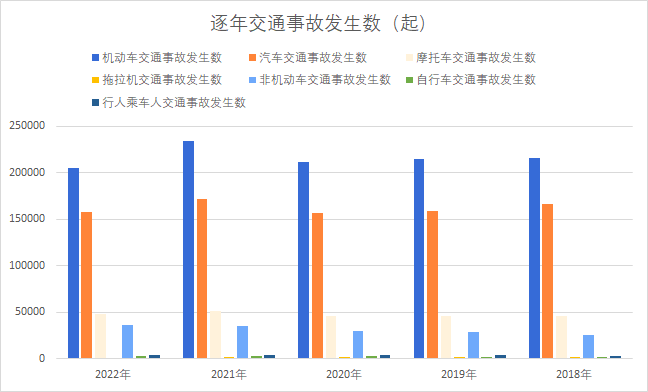 逐年交通事故发生数（起）
机动车交通事故发生数 汽车交通事故发生数 摩托车交通事故发生数
拖拉机交通事故发生数 非机动车交通事故发生数 自行车交通事故发生数
行人乘车人交通事故发生数
250000
200000
150000
100000
50000
0
2022年 2021年 2020年 2019年 2018年